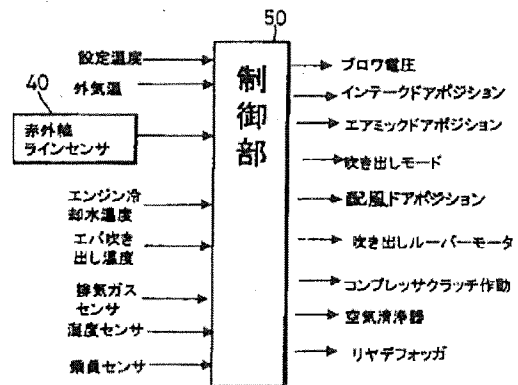 50
設定温度
外気温
40
赤外線
ラインセンサ
エンジン冷
却水温度
エバ吹き
出し温度
排気ガス
センサ
湿度センサ
乗員センサ
制御部
ブロワ電圧
インテークドアポジション
エアミックドアポジション
吹き出しモード
配風ドアポジション
吹き出しルーバーモータ
コンプレッサクラッチ作動
空気清浄器
リヤデフォッガ